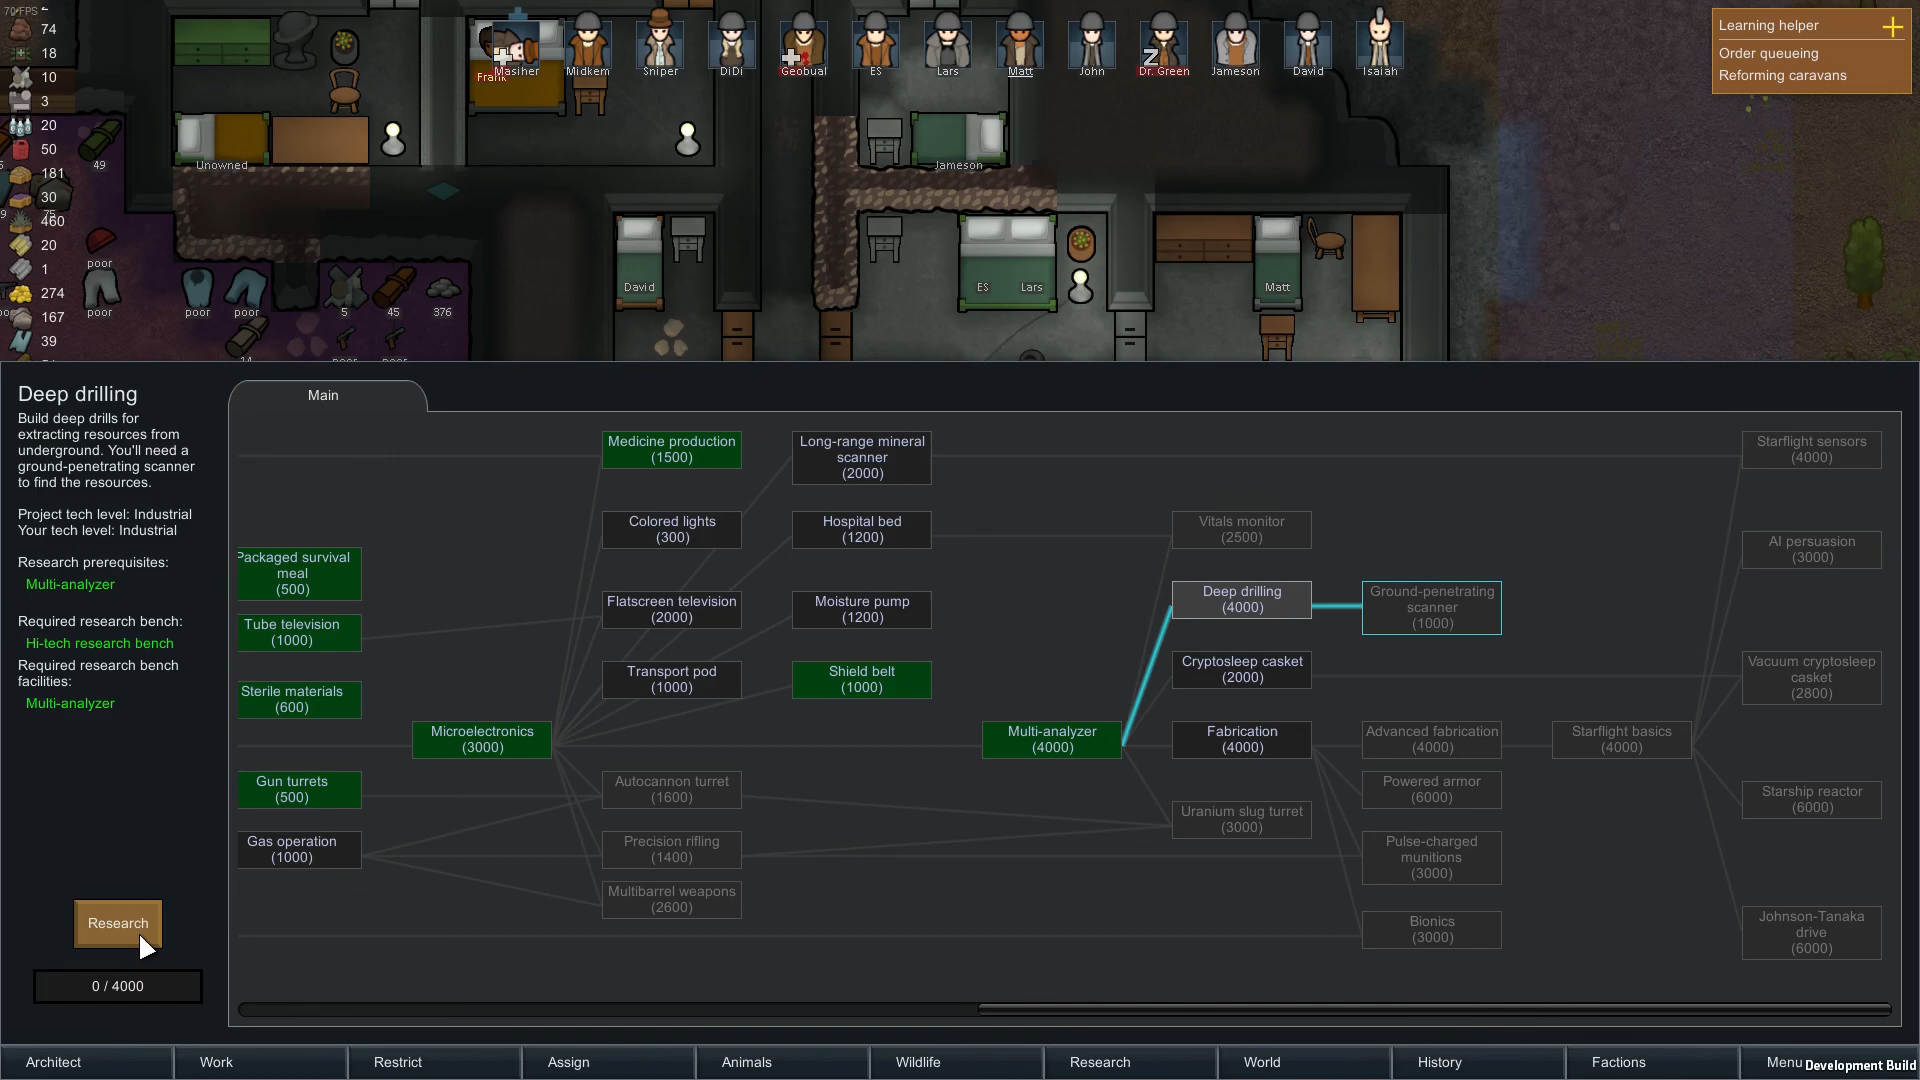 70 FPS
74
18
10
3
20
50
181
30
460
20
1
274
167
39
49
75
poor
poor
poor
poor
5
45
376
14
Masiher
Midkem
Sniper
DiDi
Geobual
ES
Lars
Matt
John
Dr. Green
Jameson
David
Isaiah
Frank
Unowned
Jameson
David
ES
Lars
Matt
Z
Learning helper
Order queueing
Reforming caravans
Deep drilling
Build deep drills for
extracting resources from
underground. You'll need a
ground-penetrating scanner
to find the resources.
Project tech level: Industrial
Your tech level: Industrial
Research prerequisites:
Multi-analyzer
Required research bench:
Hi-tech research bench
Required research bench
facilities:
Multi-analyzer
Research
0 / 4000
Main
Packaged survival
meal
(500)
Tube television
(1000)
Sterile materials
(600)
Gun turrets
(500)
Gas operation
(1000)
Microelectronics
(3000)
Medicine production
(1500)
Colored lights
(300)
Flatscreen television
(2000)
Transport pod
(1000)
Autocannon turret
(1600)
Precision rifling
(1400)
Multibarrel weapons
(2600)
Long-range mineral
scanner
(2000)
Hospital bed
(1200)
Moisture pump
(1200)
Shield belt
(1000)
Multi-analyzer
(4000)
Vitals monitor
(2500)
Deep drilling
(4000)
Cryptosleep casket
(2000)
Fabrication
(4000)
Uranium slug turret
(3000)
Ground-penetrating
scanner
(1000)
Advanced fabrication
(4000)
Powered armor
(6000)
Pulse-charged
munitions
(3000)
Bionics
(3000)
Starflight basics
(4000)
Starflight sensors
(4000)
AI persuasion
(3000)
Vacuum cryptosleep
casket
(2800)
Starship reactor
(6000)
Johnson-Tanaka
drive
(6000)
Architect
Work
Restrict
Assign
Animals
Wildlife
Research
World
History
Factions
Menu
Development Build